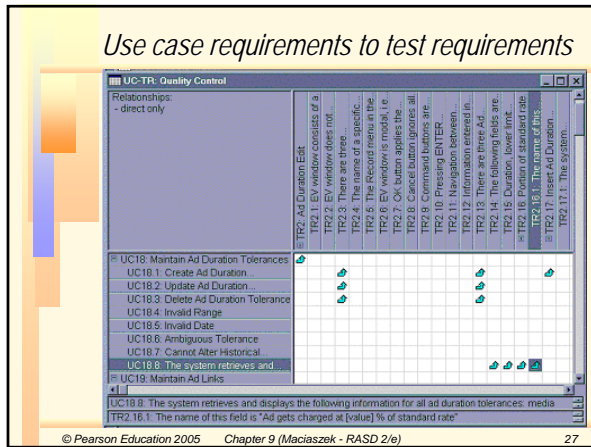 Use case requirements to test requirements
UC-TR: Quality Control
Relationships:
- direct only
TR2: Ad Duration Edit
TR2.1: EV window consists of a
TR2.2: EV window does not...
TR2.3: There are three...
TR2.4: The name of a specific...
TR2.5: The Record menu in the
TR2.6: EV window is modal, i.e...
TR2.7: OK button applies the...
TR2.8: Cancel button ignores all
TR2.9: Command buttons are...
TR2.10: Pressing ENTER...
TR2.11: Navigation between...
TR2.12: Information entered in...
TR2.13: There are three Ad...
TR2.14: The following fields are...
TR2.15: Duration, lower limit...
TR2.16: Portion of standard rate
TR2.16.1: The name of this...
TR2.17: Insert Ad Duration...
TR2.17.1: The system...
UC18: Maintain Ad Duration Tolerances
UC18.1: Create Ad Duration...
UC18.2: Update Ad Duration...
UC18.3: Delete Ad Duration Tolerance
UC18.4: Invalid Range
UC18.5: Invalid Date
UC18.6: Ambiguous Tolerance
UC18.7: Cannot Alter Historical...
UC18.8: The system retrieves and...
UC19: Maintain Ad Links
UC18.8: The system retrieves and displays the following information for all ad duration tolerances: media
TR2.16.1: The name of this field is "Ad gets charged at [value] % of standard rate"
© Pearson Education 2005 Chapter 9 (Maciaszek - RASD 2/e) 27